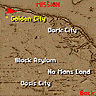 Golden City
Dark City
Black Asylum
No Mans Land
Oasis City